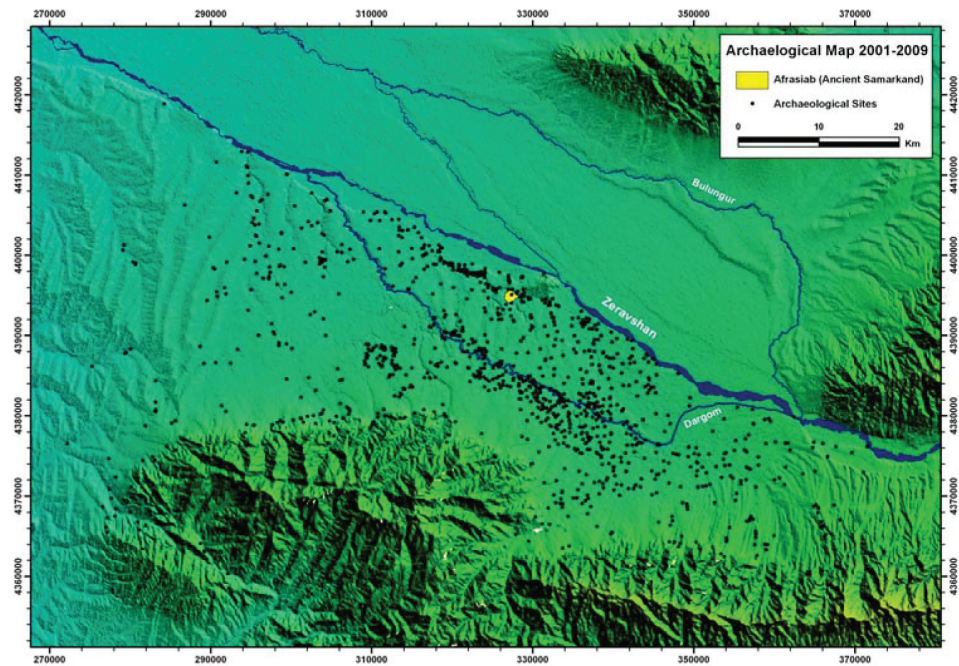 270000 290000 310000 330000 350000 370000
Archaelogical Map 2001-2009
Afrasiab (Ancient Samarkand)
Archaeological Sites
0 10 20
Km
4420000 4420000
4410000 4410000
Bulungur
4400000 4400000
Zeravshan
4390000 4390000
4380000 4380000
Dargom
4370000 4370000
4360000 4360000
270000 290000 310000 330000 350000 370000